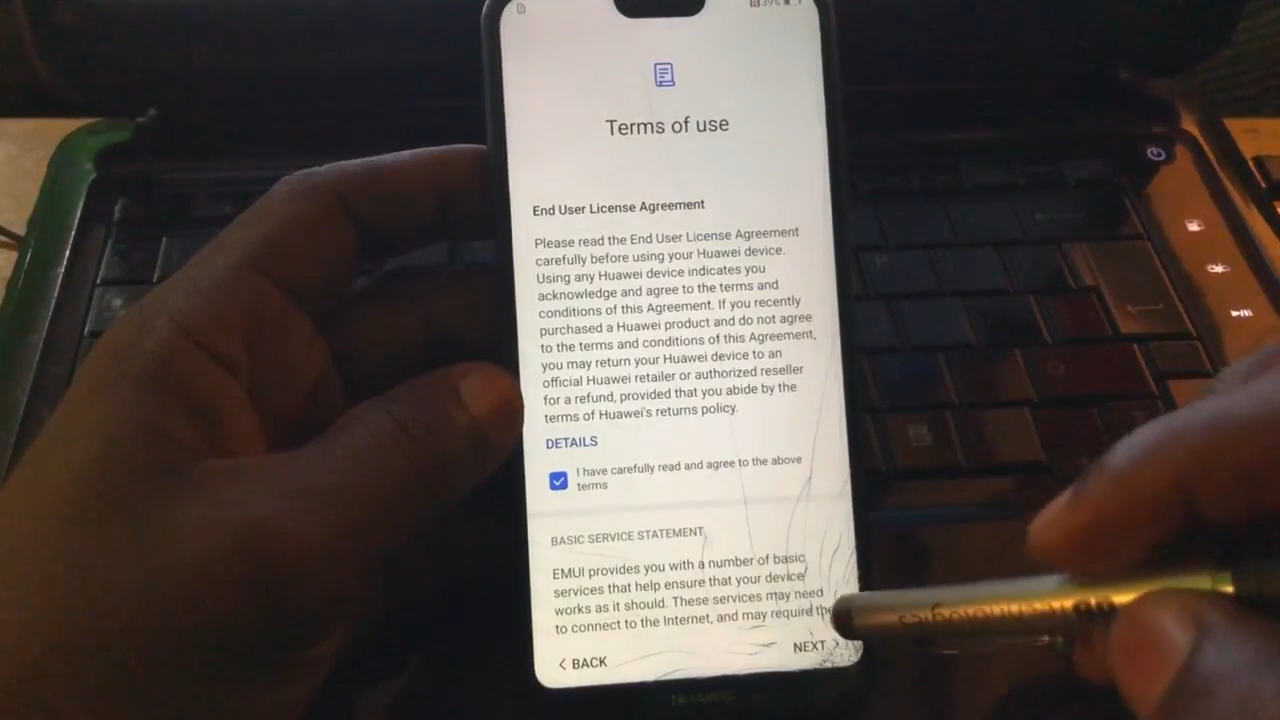 39%
Terms of use
End User License Agreement
Please read the End User License Agreement
carefully before using your Huawei device.
Using any Huawei device indicates you
acknowledge and agree to the terms and
conditions of this Agreement. If you recently
purchased a Huawei product and do not agree
to the terms and conditions of this Agreement,
you may return your Huawei device to an
official Huawei retailer or authorized reseller
for a refund, provided that you abide by the
terms of Huawei's returns policy.
DETAILS
I have carefully read and agree to the above
terms
BASIC SERVICE STATEMENT
EMUI provides you with a number of basic
services that help ensure that your device
works as it should. These services may need
to connect to the Internet, and may require the
< BACK
NEXT >
HUAWEI
Technologies